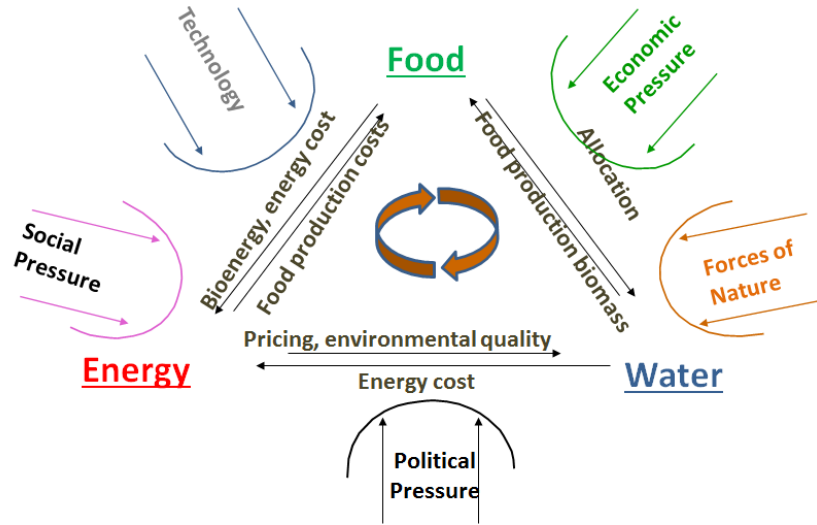 Technology
Food
Economic
Pressure
Bioenergy, energy cost
Food production costs
Food production biomass
Allocation
Social
Pressure
Forces of
Nature
Pricing, environmental quality
Energy
Energy cost
Water
Political
Pressure